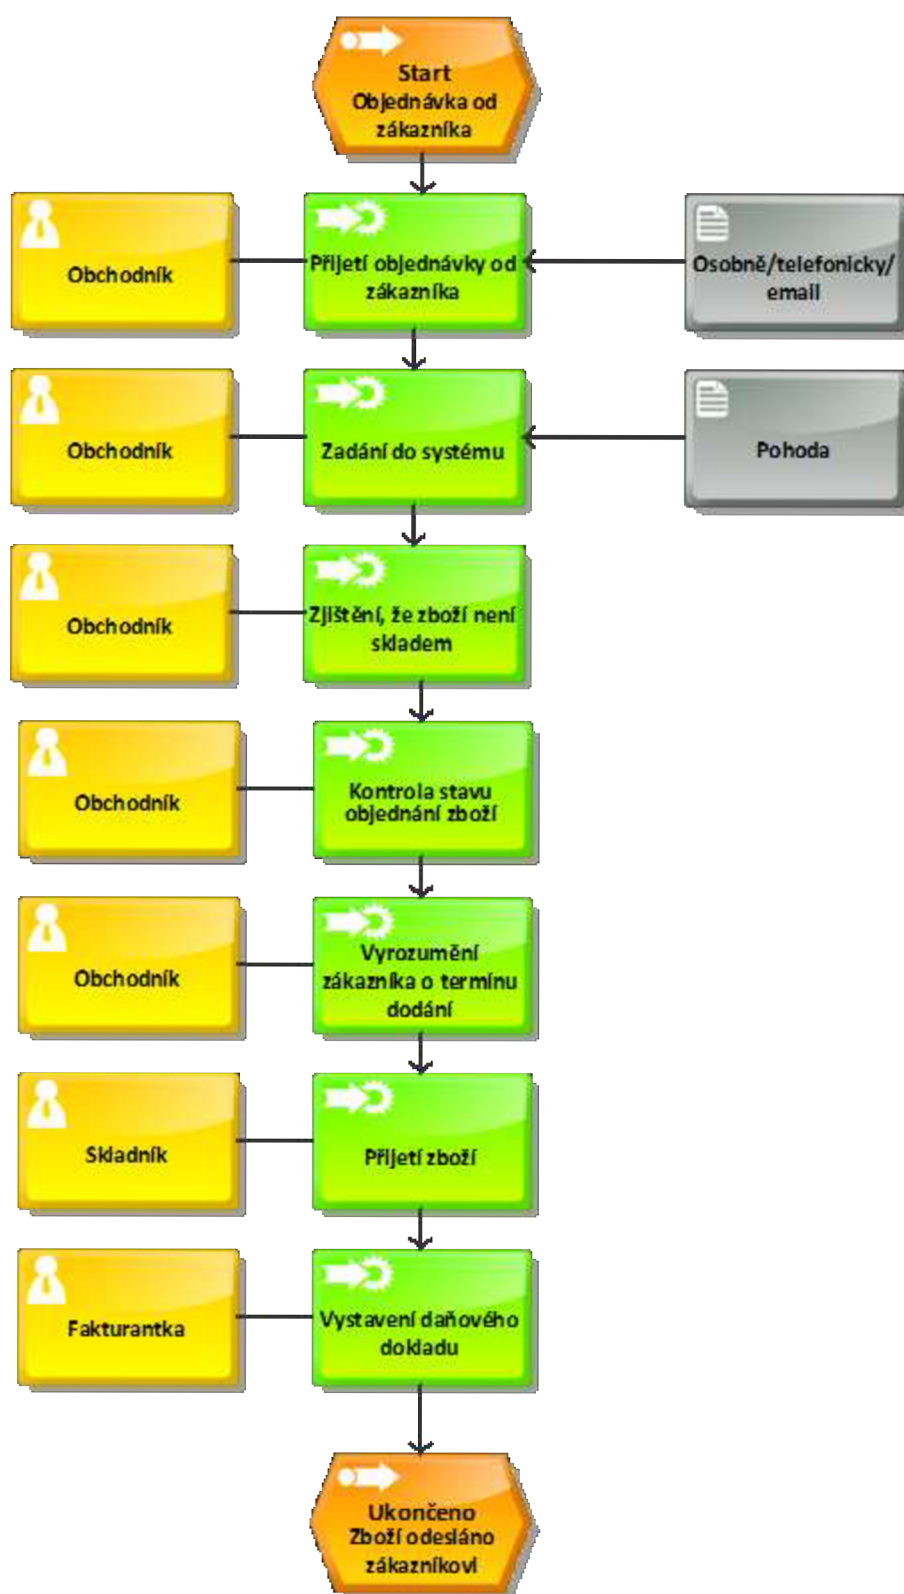 Start
Objednávka od
zákazníka
Obchodník
Přijetí objednávky od
zákazníka
Osobně/telefonicky/
email
Obchodník
Zadání do systému
Pohoda
Obchodník
Zjištění, že zboží není
skladem
Obchodník
Kontrola stavu
objednání zboží
Obchodník
Vyrozumění
zákazníka o termínu
dodání
Skladník
Přijetí zboží
Fakturantka
Vystavení daňového
dokladu
Ukončeno
Zboží odesláno
zákazníkovi